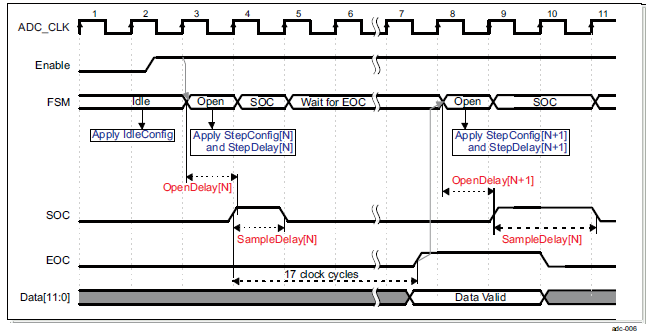 1 2 3 4 5 6 7 8 9 10 11
ADC_CLK
Enable
FSM Idle Open SOC Wait for EOC Open SOC
Apply IdleConfig Apply StepConfig[N] Apply StepConfig[N+1]
and StepDelay[N] and StepDelay[N+1]
OpenDelay[N] OpenDelay[N+1]
SOC
SampleDelay[N] SampleDelay[N]
EOC
17 clock cycles
Data[11:0] Data Valid
adc-006